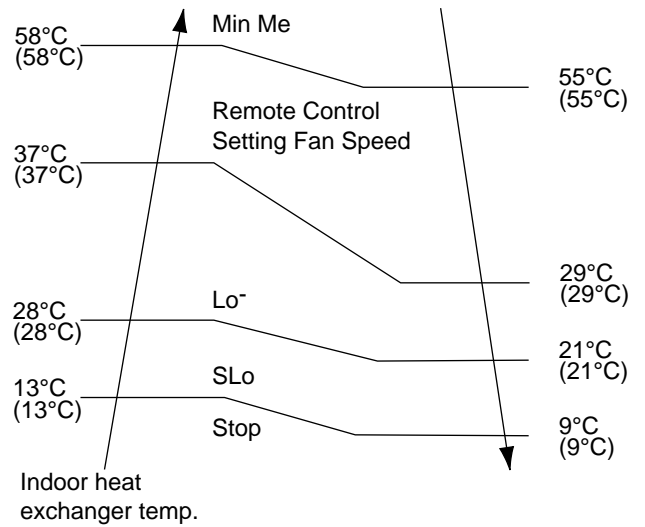 Min Me
58°C
(58°C)
55°C
(55°C)
Remote Control
Setting Fan Speed
37°C
(37°C)
29°C
(29°C)
Lo-
28°C
(28°C)
21°C
(21°C)
SLo
13°C
(13°C)
Stop
9°C
(9°C)
Indoor heat
exchanger temp.